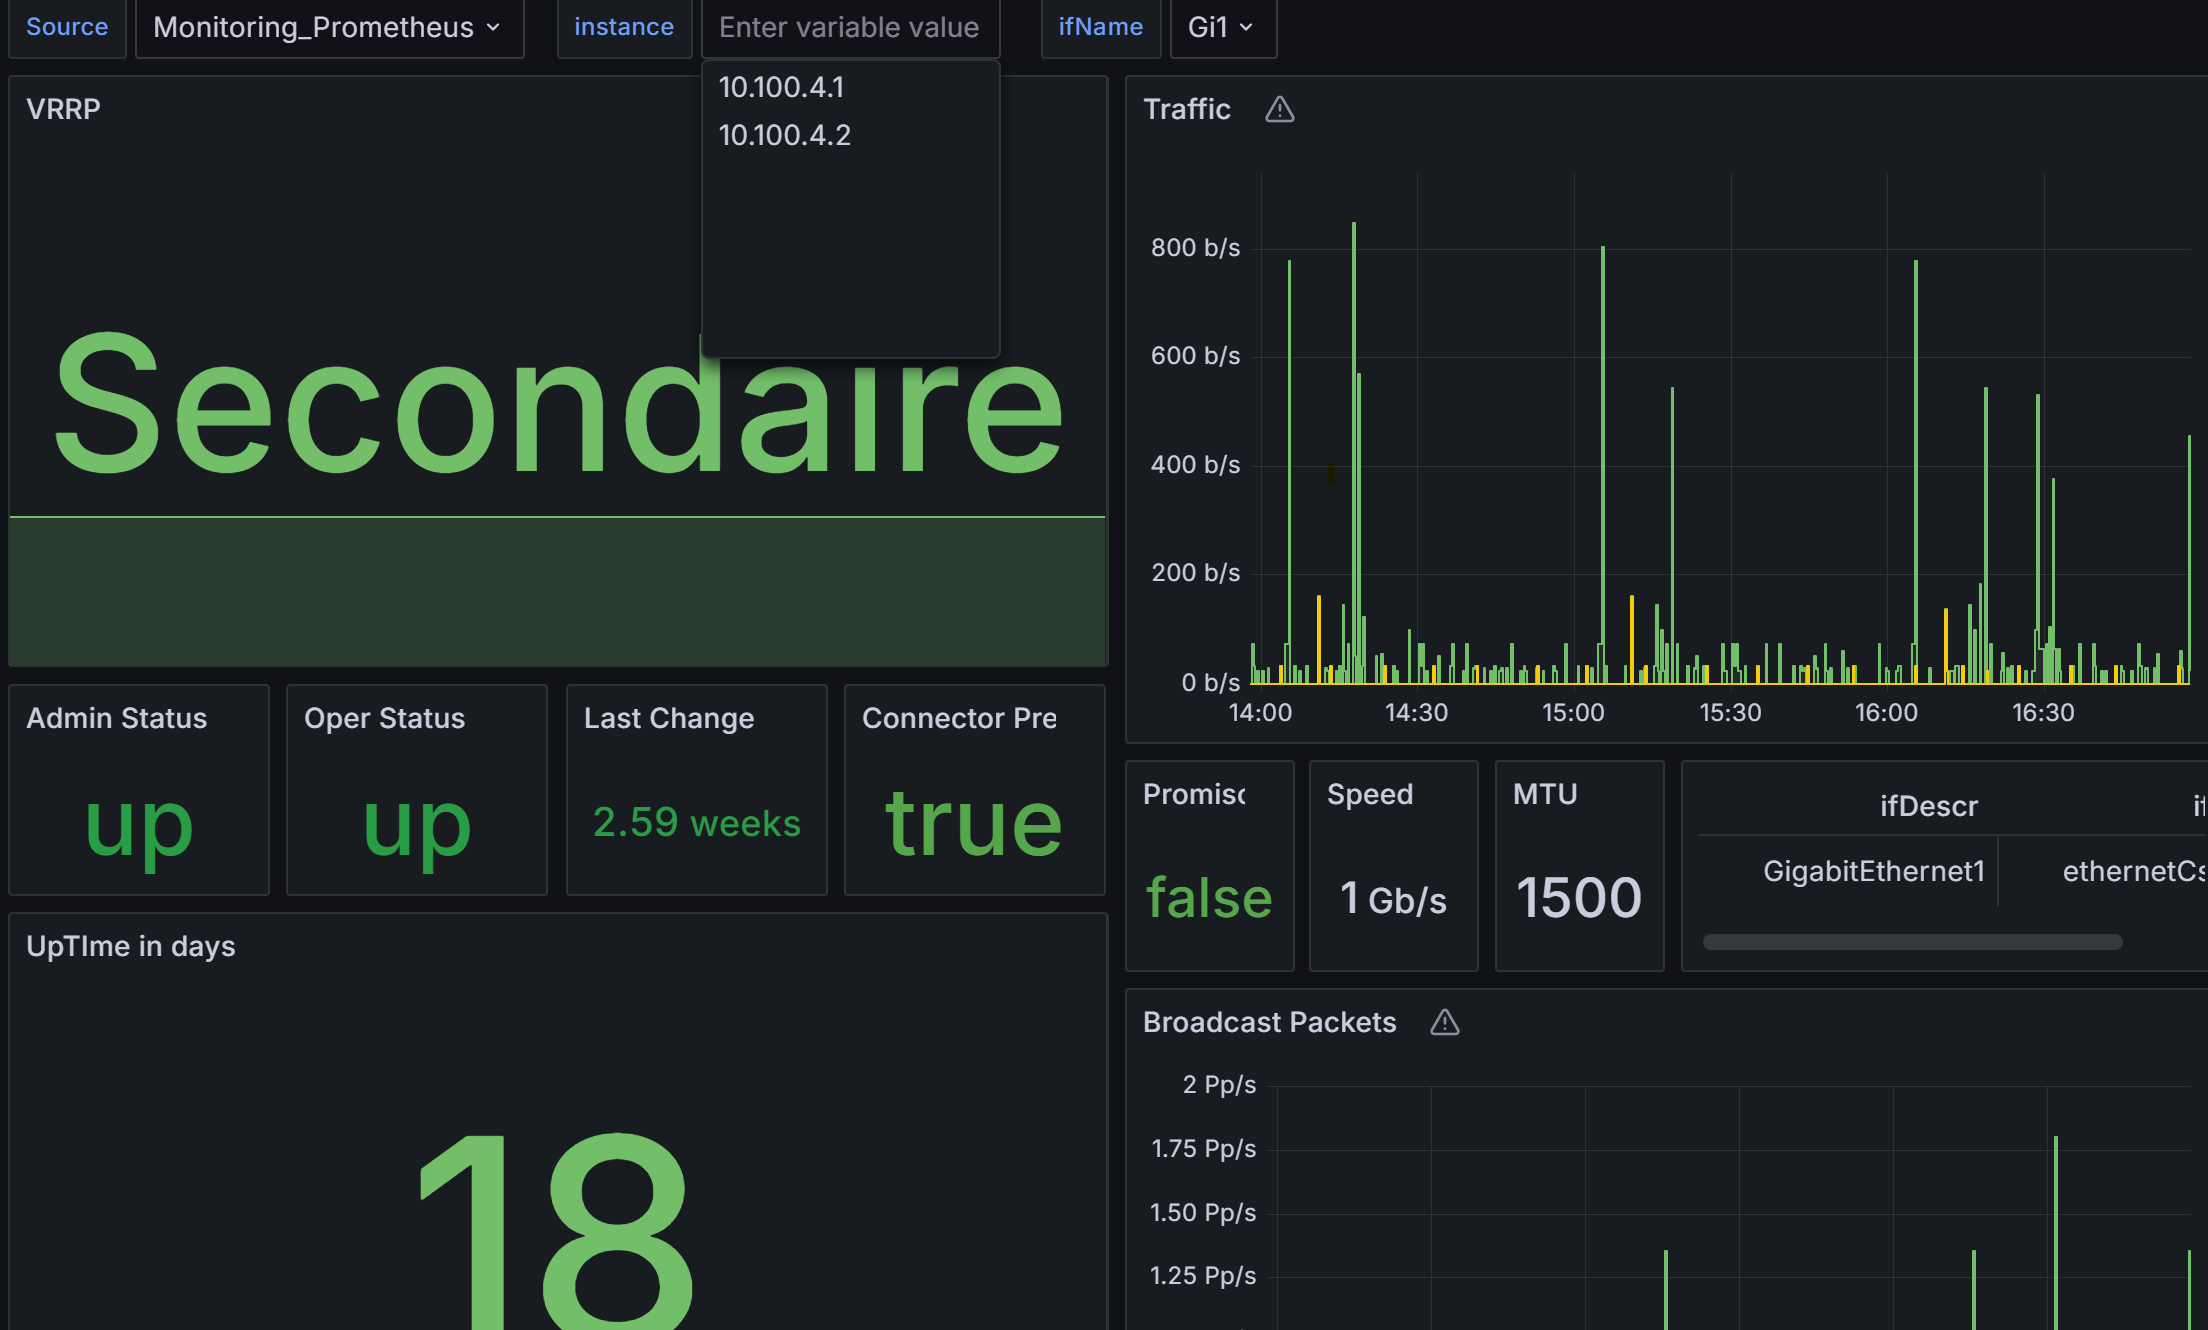 Source Monitoring_Prometheus instance Enter variable value ifName Gi1
10.100.4.1
10.100.4.2
VRRP
Secondaire
Traffic
800 b/s
600 b/s
400 b/s
200 b/s
0 b/s
14:00 14:30 15:00 15:30 16:00 16:30
Admin Status
up
Oper Status
up
Last Change
2.59 weeks
Connector Pre
true
Promisc
false
Speed
1 Gb/s
MTU
1500
ifDescr
GigabitEthernet1 ethernetCs
UpTIme in days
18
Broadcast Packets
2 Pp/s
1.75 Pp/s
1.50 Pp/s
1.25 Pp/s